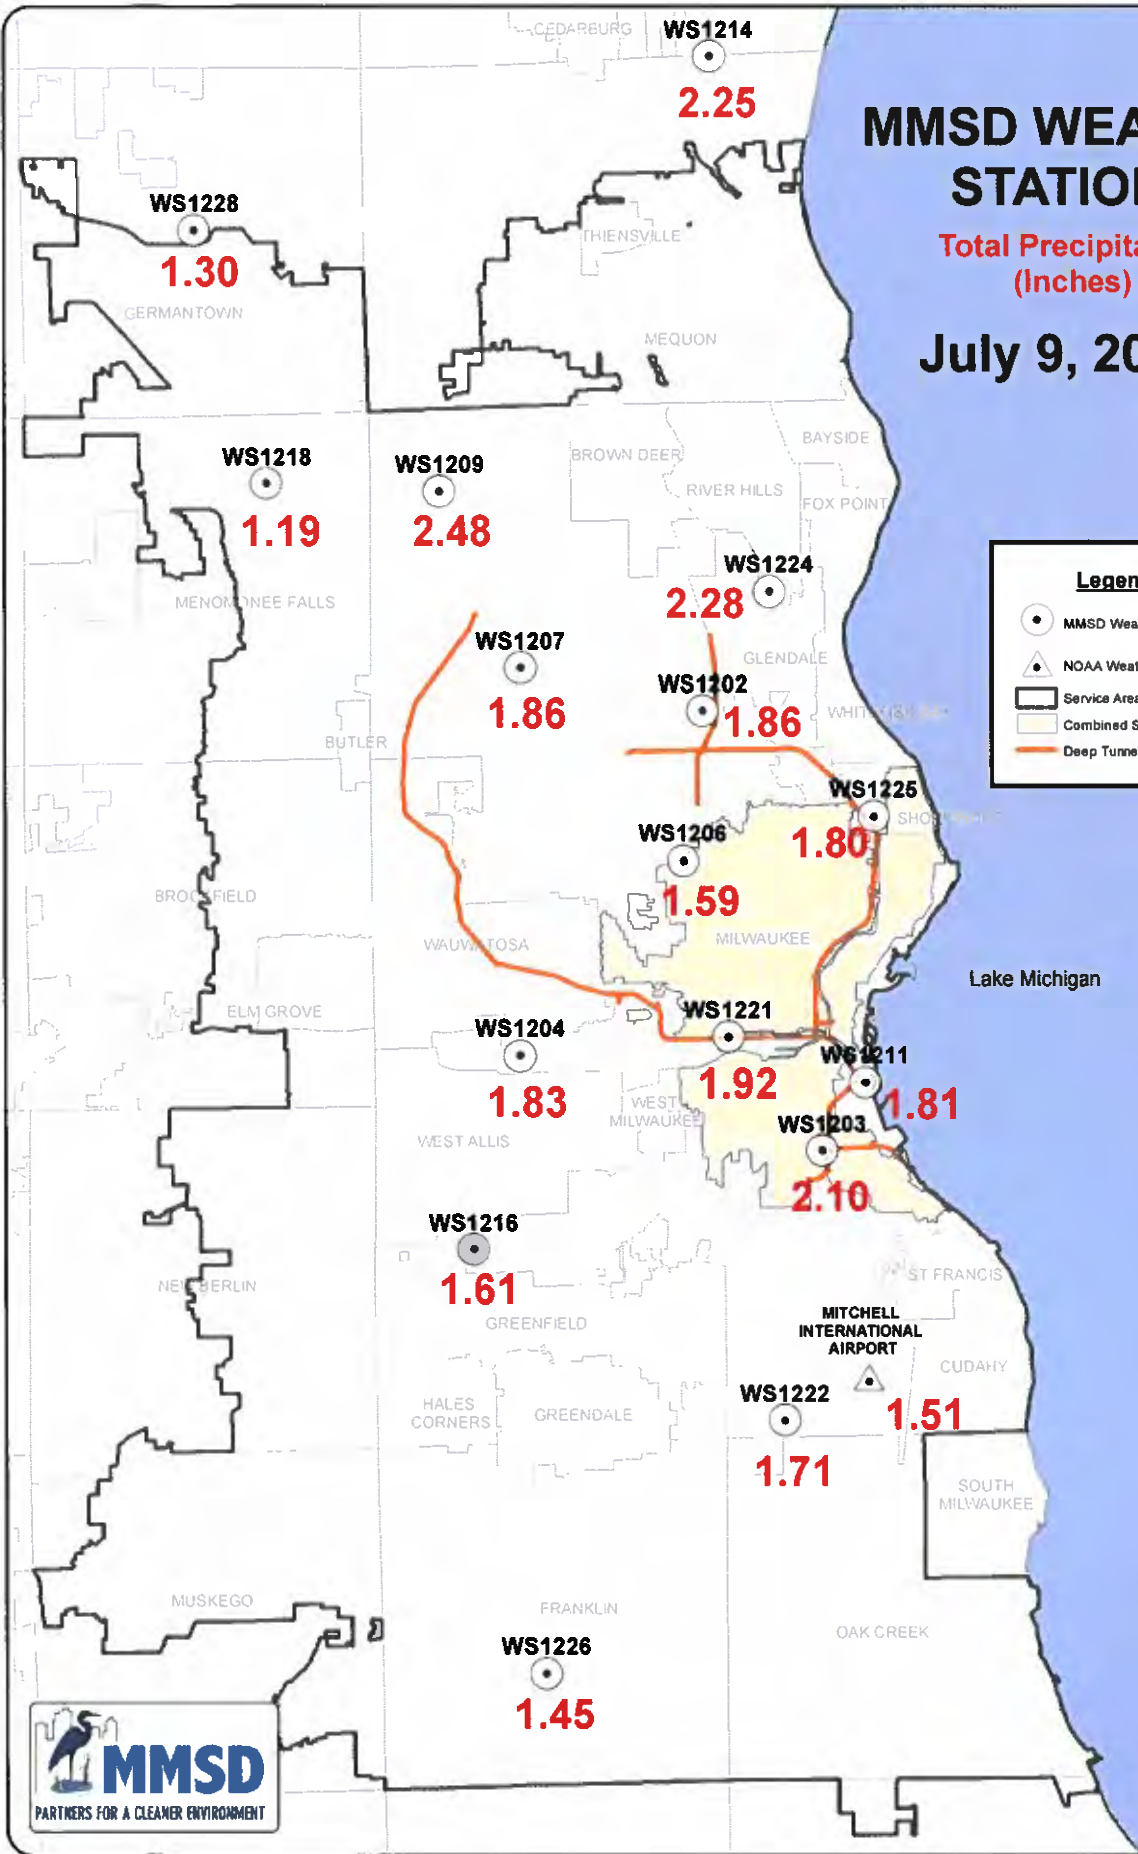 CEDARBURG
WS1214
2.25
MMSD WEA
STATIO
Total Precipita
(Inches)
July 9, 20
WS1228
1.30
GERMANTOWN
THIENSVILLE
MEQUON
WS1218
1.19
WS1209
2.48
BROWN DEER
BAYSIDE
RIVER HILLS
FOX POINT
WS1224
2.28
MENOMONEE FALLS
Legen
MMSD Wea
NOAA Weat
Service Area
Combined S
Deep Tunne
WS1207
1.86
GLENDALE
WS1202
1.86
BUTLER
WS1225
1.80
WS1206
1.59
BROOKFIELD
WAUWATOSA
MILWAUKEE
Lake Michigan
ELM GROVE
WS1204
1.83
WS1221
1.92
WS1211
1.81
WEST
MILWAUKEE
WEST ALLIS
WS1203
2.10
WS1216
1.61
NEW BERLIN
GREENFIELD
ST FRANCIS
MITCHELL
INTERNATIONAL
AIRPORT
1.51
CUDAHY
HALES
CORNERS
GREENDALE
WS1222
1.71
SOUTH
MILWAUKEE
MUSKEGO
FRANKLIN
OAK CREEK
WS1226
1.45
MMSD
PARTNERS FOR A CLEANER ENVIRONMENT